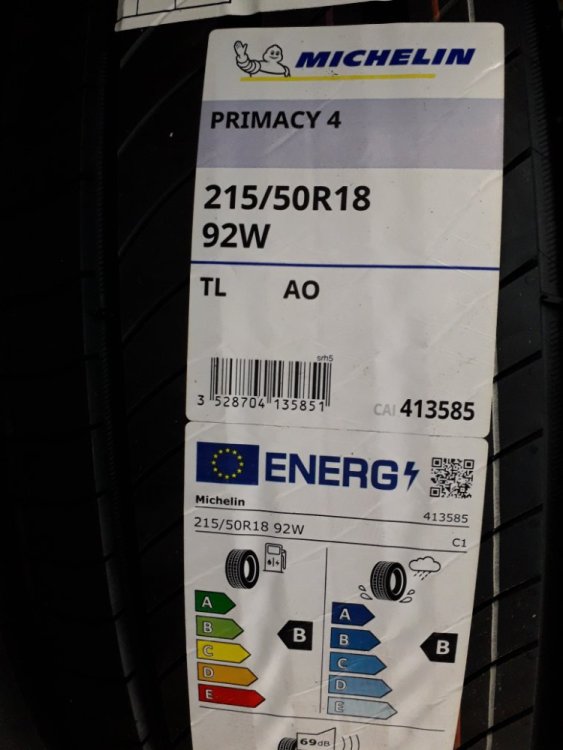 MICHELIN
PRIMACY 4
215/50R18
92W
TL AO
srh5
3 528704 135851
CAI 413585
ENERG
Michelin
413585
215/50R18 92W
C1
A
B
C
D
E
B
A
B
C
D
E
B
69dB